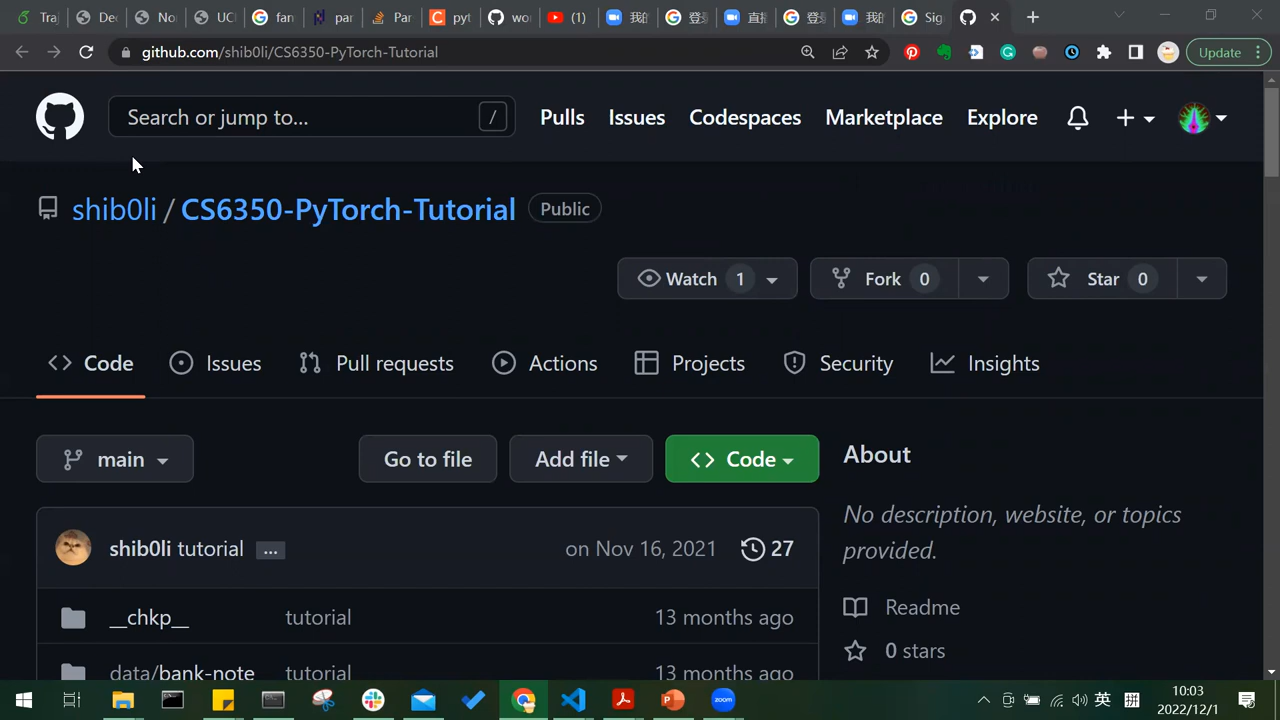 Tra De No UCI fan par Par pyt wor (1) 我的 登录 直播 登录 我的 Sig
github.com/shib0li/CS6350-PyTorch-Tutorial Update
Search or jump to... / Pulls Issues Codespaces Marketplace Explore
shib0li / CS6350-PyTorch-Tutorial Public
Watch 1 Fork 0 Star 0
Code Issues Pull requests Actions Projects Security Insights
main Go to file Add file Code
About
No description, website, or topics
provided.
Readme
0 stars
shib0li tutorial ... on Nov 16, 2021 27
__chkp__ tutorial 13 months ago
data/bank-note tutorial 13 months ago
zoom 英 拼 10:03
2022/12/1